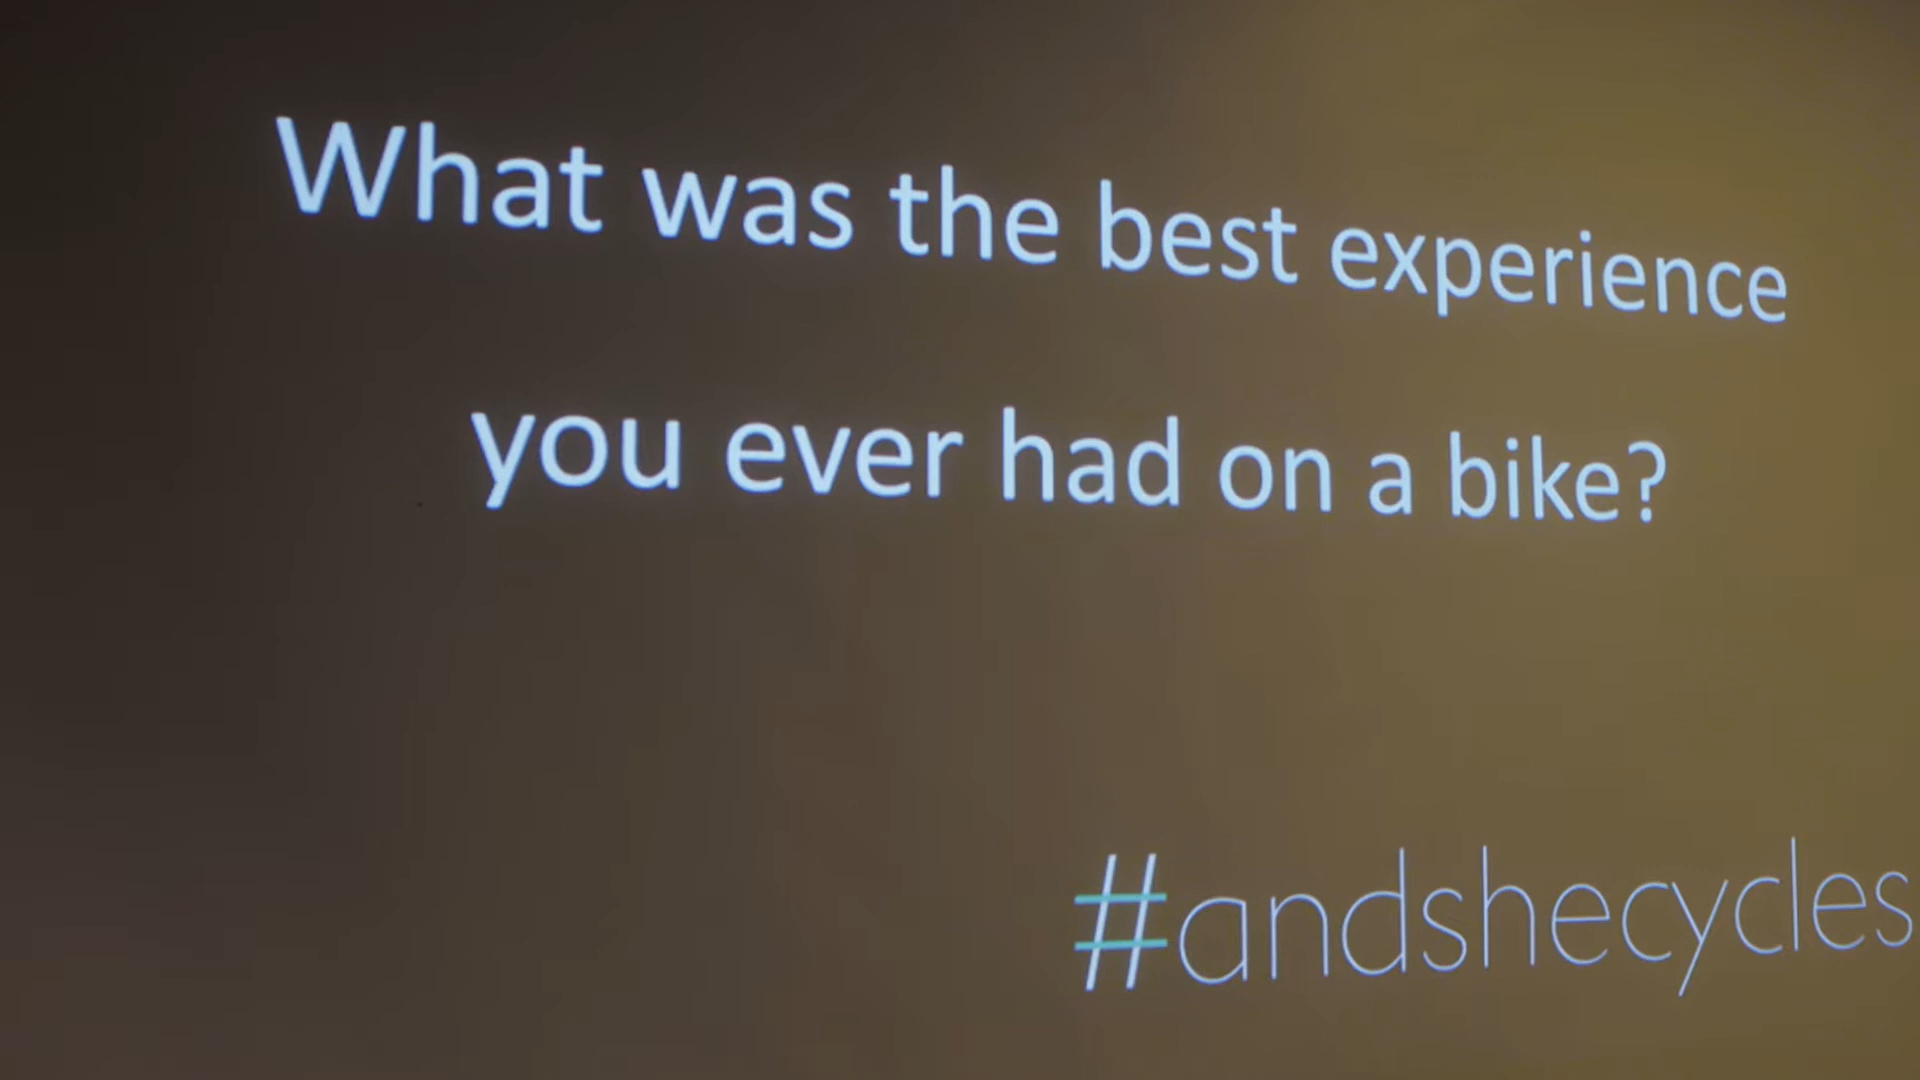 What was the best experience
you ever had on a bike?
#andshecycles